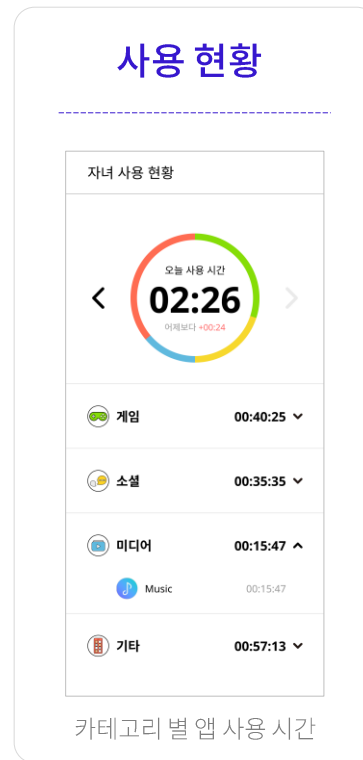 사용 현황
자녀 사용 현황
오늘 사용 시간
02:26
어제보다 +00:24
게임 00:40:25
소셜 00:35:35
미디어 00:15:47
Music 00:15:47
기타 00:57:13
카테고리 별 앱 사용 시간